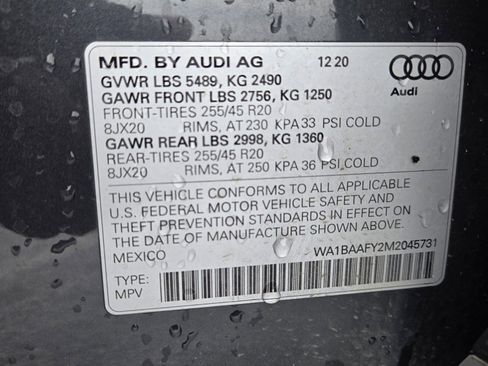 MFD. BY AUDI AG 12 20
GVWR LBS 5489, KG 2490
GAWR FRONT LBS 2756, KG 1250
FRONT-TIRES 255/45 R20
8JX20 RIMS, AT 230 KPA 33 PSI COLD
GAWR REAR LBS 2998, KG 1360
REAR-TIRES 255/45 R20
8JX20 RIMS, AT 250 KPA 36 PSI,COLD
Audi
THIS VEHICLE CONFORMS TO ALL APPLICABLE
U.S. FEDERAL MOTOR VEHICLE SAFETY AND
THEFT PREVENTION STANDARDS IN EFFECT ON
THE DATE OF MANUFACTURE SHOWN ABOVE.
MEXICO WA1BAAFY2M2045731
TYPE:
MPV